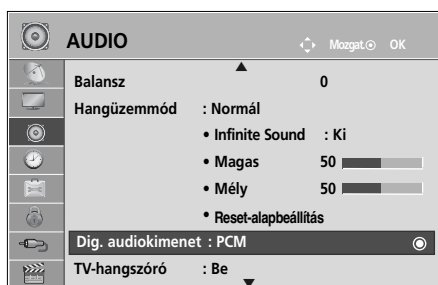 AUDIO Mozgat. OK
Balansz 0
Hangüzemmód : Normál
• Infinite Sound : Ki
• Magas 50
• Mély 50
• Reset-alapbeállítás
Dig. audiokimenet : PCM
TV-hangszóró : Be